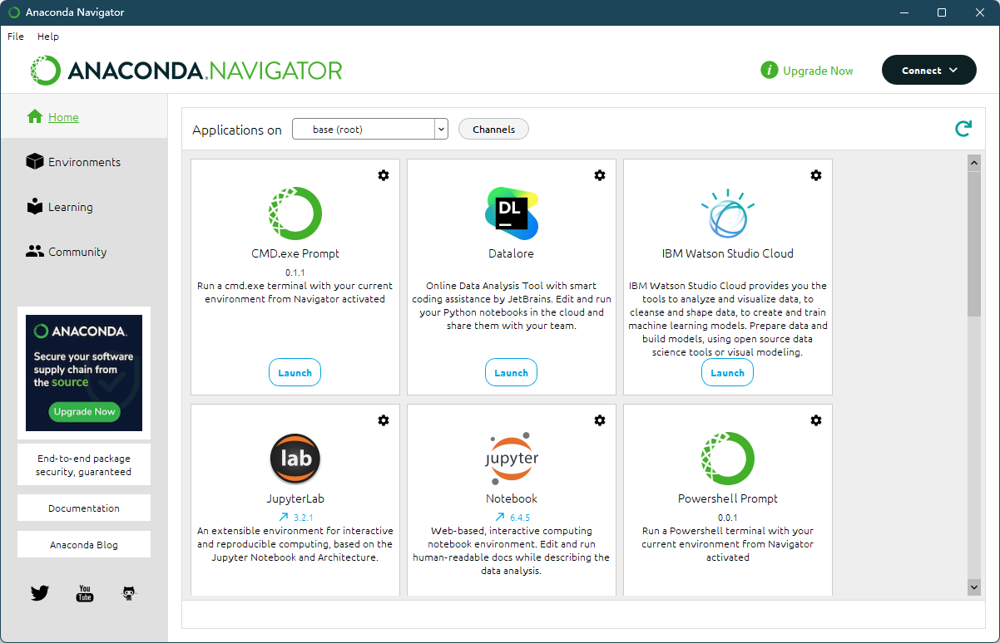 Anaconda Navigator
File Help
ANACONDA.NAVIGATOR
i Upgrade Now
Connect
Home
Environments
Learning
Community
ANACONDA.
Secure your software
supply chain from
the source
Upgrade Now
End-to-end package
security, guaranteed
Documentation
Anaconda Blog
You
Tube
Applications on base (root) Channels
CMD.exe Prompt
0.1.1
Run a cmd.exe terminal with your current
environment from Navigator activated
Launch
DL
Datalore
Online Data Analysis Tool with smart
coding assistance by JetBrains. Edit and run
your Python notebooks in the cloud and
share them with your team.
Launch
IBM Watson Studio Cloud
IBM Watson Studio Cloud provides you the
tools to analyze and visualize data, to
cleanse and shape data, to create and train
machine learning models. Prepare data and
build models, using open source data
science tools or visual modeling.
Launch
lab
JupyterLab
3.2.1
An extensible environment for interactive
and reproducible computing, based on the
Jupyter Notebook and Architecture.
jupyter
Notebook
6.4.5
Web-based, interactive computing
notebook environment. Edit and run
human-readable docs while describing the
data analysis.
Powershell Prompt
0.0.1
Run a Powershell terminal with your
current environment from Navigator
activated